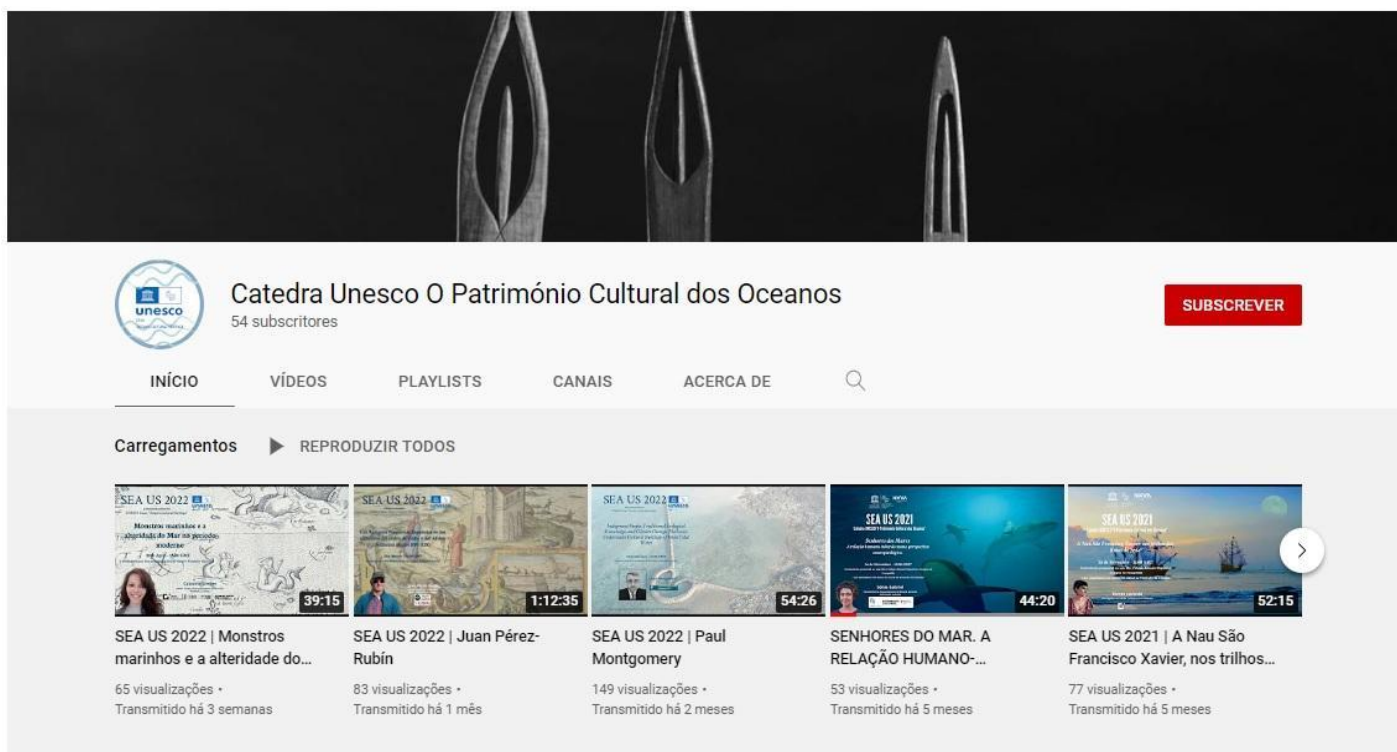 unesco
Catedra Unesco O Património Cultural dos Oceanos
54 subscritores
SUBSCREVER
INÍCIO
VÍDEOS
PLAYLISTS
CANAIS
ACERCA DE
Carregamentos
REPRODUZIR TODOS
SEA US 2022
Monstros marinhos e a
alteridade do Mar no período
moderno
39:15
SEA US 2022
1:12:35
SEA US 2022
54:26
SEA US 2021
Senhores dos Mares
44:20
SEA US 2021
52:15
SEA US 2022 | Monstros
marinhos e a alteridade do...
65 visualizações •
Transmitido há 3 semanas
SEA US 2022 | Juan Pérez-
Rubín
83 visualizações •
Transmitido há 1 mês
SEA US 2022 | Paul
Montgomery
149 visualizações •
Transmitido há 2 meses
SENHORES DO MAR. A
RELAÇÃO HUMANO-...
53 visualizações •
Transmitido há 5 meses
SEA US 2021 | A Nau São
Francisco Xavier, nos trilhos...
77 visualizações •
Transmitido há 5 meses